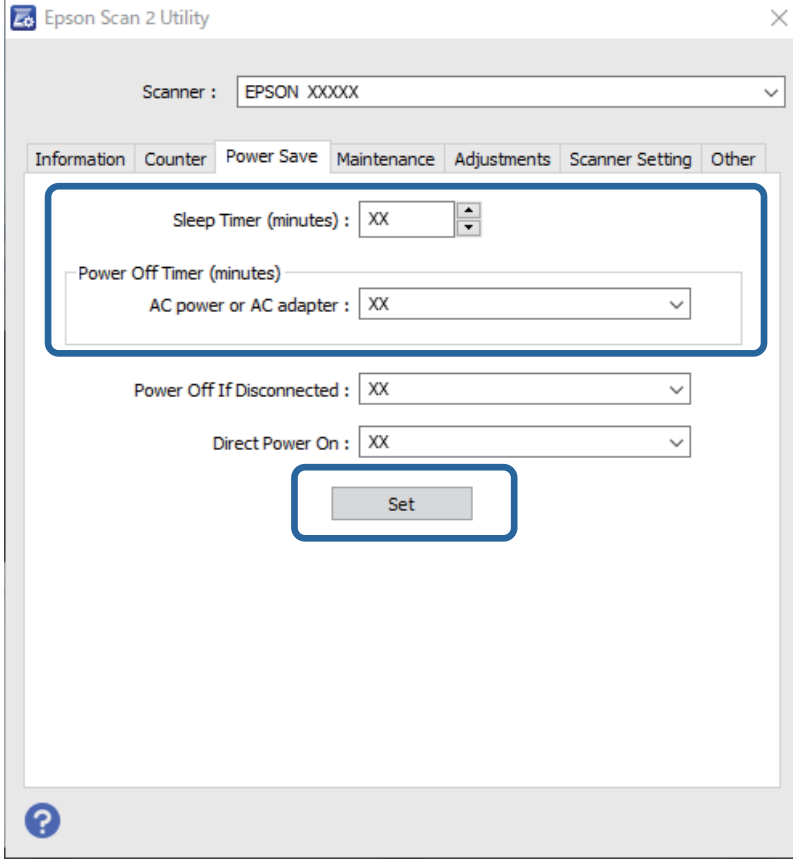 Epson Scan 2 Utility
Scanner : EPSON XXXXX
Information Counter Power Save Maintenance Adjustments Scanner Setting Other
Sleep Timer (minutes) : XX
Power Off Timer (minutes)
AC power or AC adapter : XX
Power Off If Disconnected : XX
Direct Power On : XX
Set
?